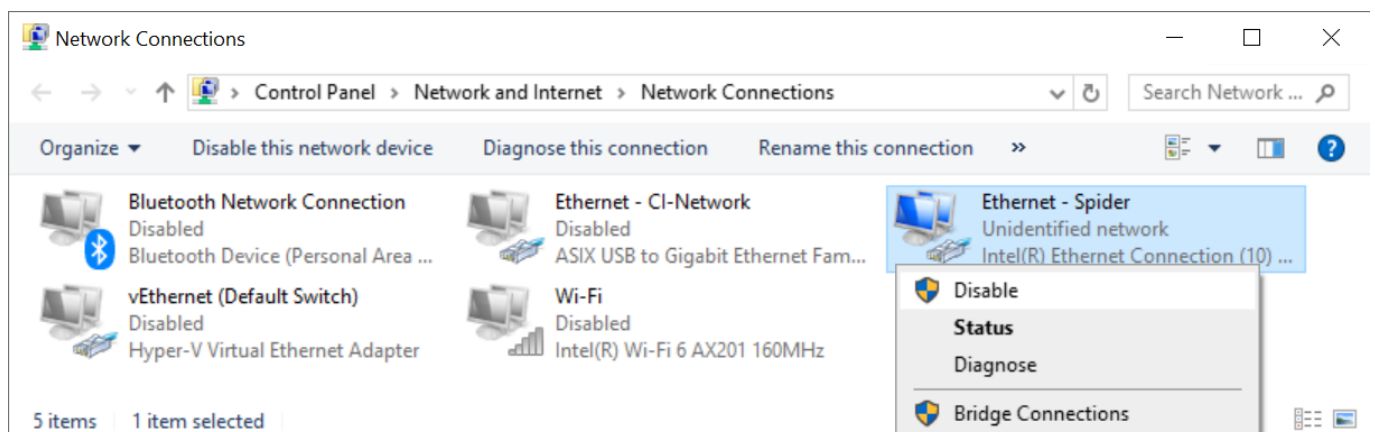 Network Connections
Control Panel > Network and Internet > Network Connections
Search Network ...
Organize
Disable this network device
Diagnose this connection
Rename this connection
»
?
Bluetooth Network Connection
Disabled
Bluetooth Device (Personal Area ...
Ethernet - CI-Network
Disabled
ASIX USB to Gigabit Ethernet Fam...
Ethernet - Spider
Unidentified network
Intel(R) Ethernet Connection (10) ...
vEthernet (Default Switch)
Disabled
Hyper-V Virtual Ethernet Adapter
Wi-Fi
Disabled
Intel(R) Wi-Fi 6 AX201 160MHz
Disable
Status
Diagnose
Bridge Connections
5 items
1 item selected